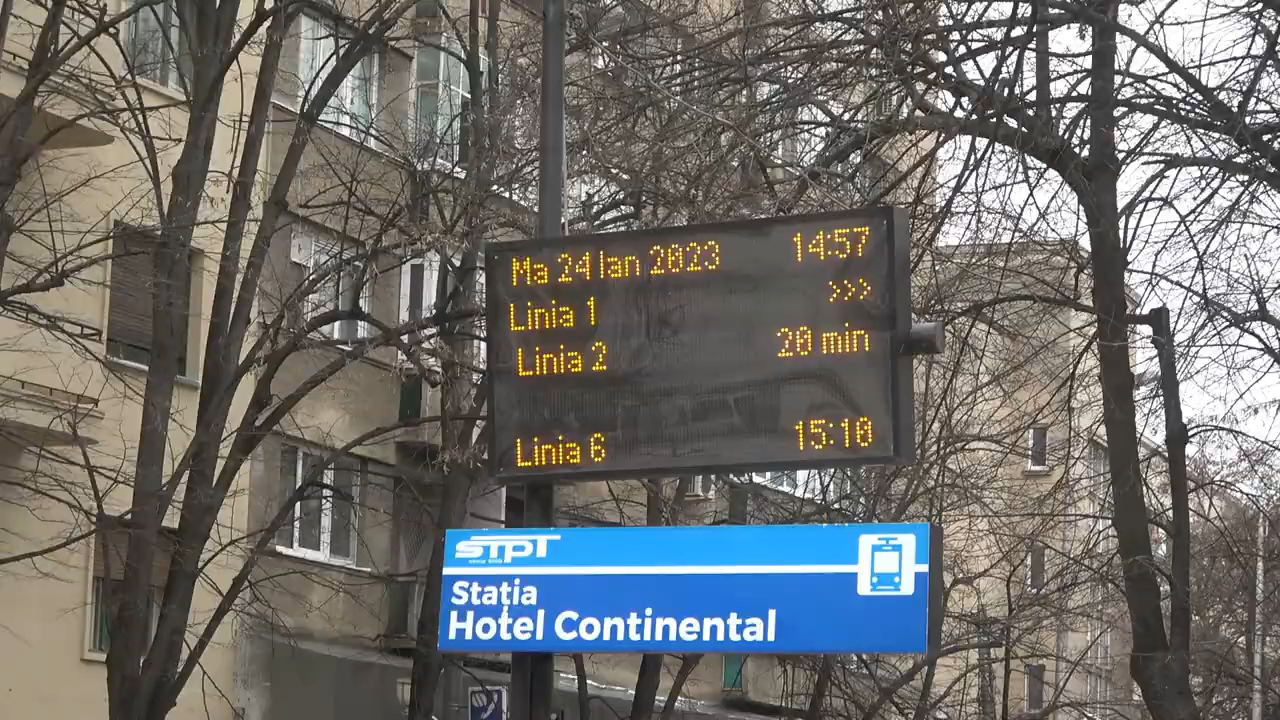 Ma 24 Ian 2023 14:57
Linia 1 >>>
Linia 2 20 min
Linia 6 15:10
STPT
Stația
Hotel Continental